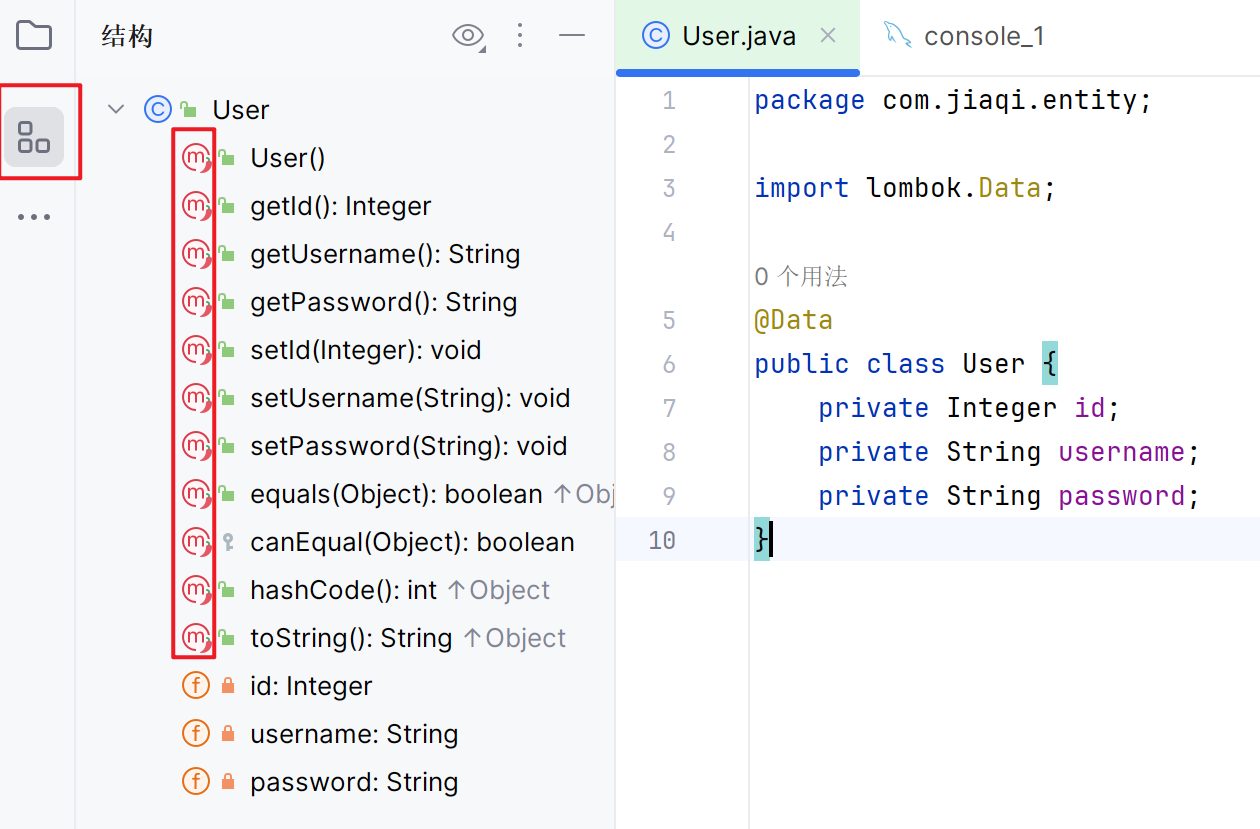 结构
User
User()
getId(): Integer
getUsername(): String
getPassword(): String
setId(Integer): void
setUsername(String): void
setPassword(String): void
equals(Object): boolean ↑Obj
canEqual(Object): boolean
hashCode(): int ↑Object
toString(): String ↑Object
id: Integer
username: String
password: String
User.java
console_1
1 package com.jiaqi.entity;
2
3 import lombok.Data;
4
0 个用法
5 @Data
6 public class User {
7 private Integer id;
8 private String username;
9 private String password;
10 }